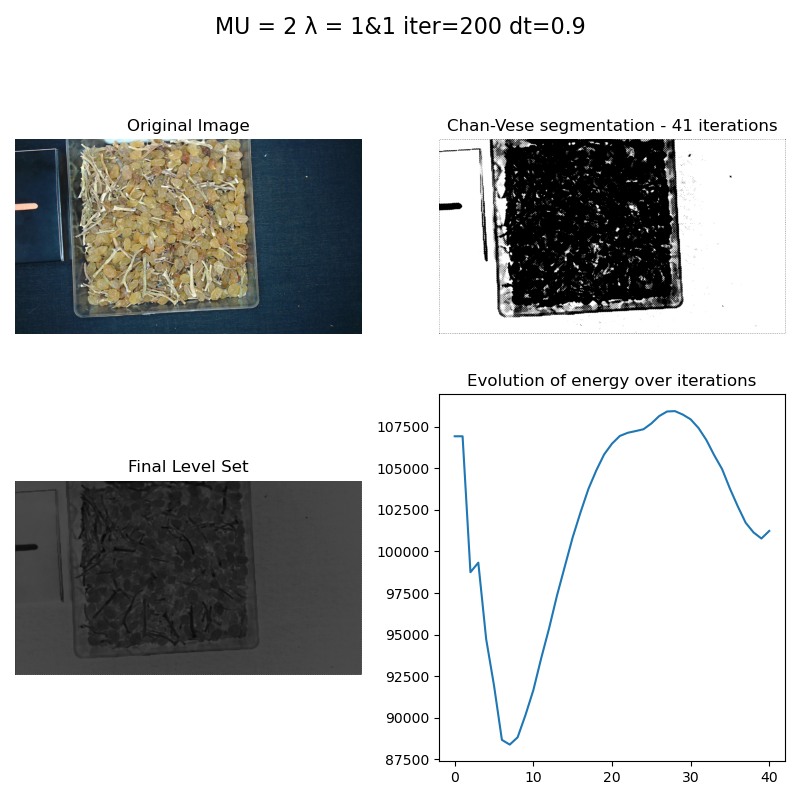 MU = 2 λ = 1&1 iter=200 dt=0.9
Original Image
Chan-Vese segmentation - 41 iterations
Final Level Set
Evolution of energy over iterations
107500
105000
102500
100000
97500
95000
92500
90000
87500
0 10 20 30 40